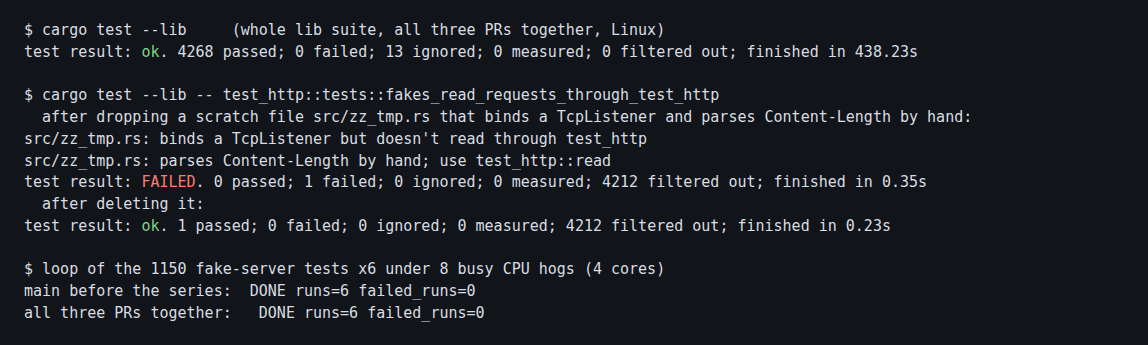 $ cargo test --lib     (whole lib suite, all three PRs together, Linux)
test result: ok. 4268 passed; 0 failed; 13 ignored; 0 measured; 0 filtered out; finished in 438.23s
$ cargo test --lib -- test_http::tests::fakes_read_requests_through_test_http
  after dropping a scratch file src/zz_tmp.rs that binds a TcpListener and parses Content-Length by hand:
src/zz_tmp.rs: binds a TcpListener but doesn't read through test_http
src/zz_tmp.rs: parses Content-Length by hand; use test_http::read
test result: FAILED. 0 passed; 1 failed; 0 ignored; 0 measured; 4212 filtered out; finished in 0.35s
  after deleting it:
test result: ok. 1 passed; 0 failed; 0 ignored; 0 measured; 4212 filtered out; finished in 0.23s
$ loop of the 1150 fake-server tests x6 under 8 busy CPU hogs (4 cores)
main before the series:  DONE runs=6 failed_runs=0
all three PRs together:   DONE runs=6 failed_runs=0